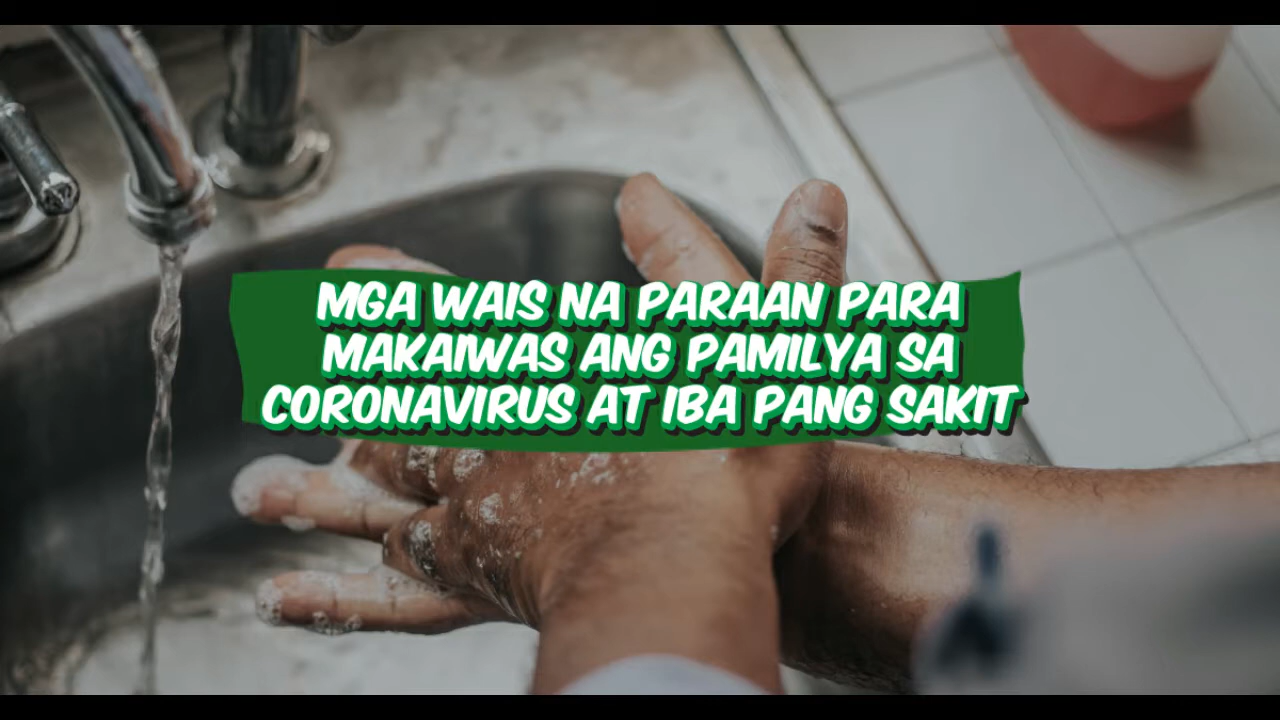 MGA WAIS NA PARAAN PARA
MAKAIWAS ANG PAMILYA SA
CORONAVIRUS AT IBA PANG SAKIT